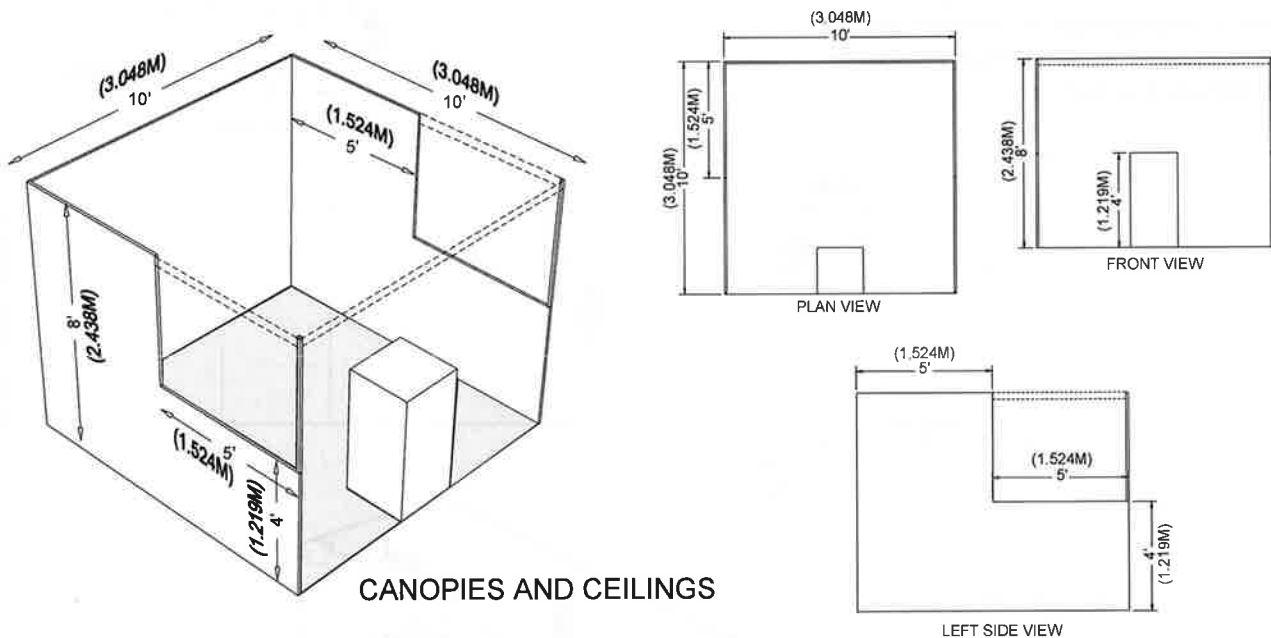 (3.048M)
10'
(3.048M)
10'
(1.524M)
5'
8'
(2.438M)
5'
(1.524M)
(1.219M)
4'
CANOPIES AND CEILINGS
(3.048M)
10'
(1.524M)
5'
(3.048M)
10'
PLAN VIEW
(2.438M)
8'
(1.219M)
4'
FRONT VIEW
(1.524M)
5'
(1.524M)
5'
4'
(1.219M)
LEFT SIDE VIEW